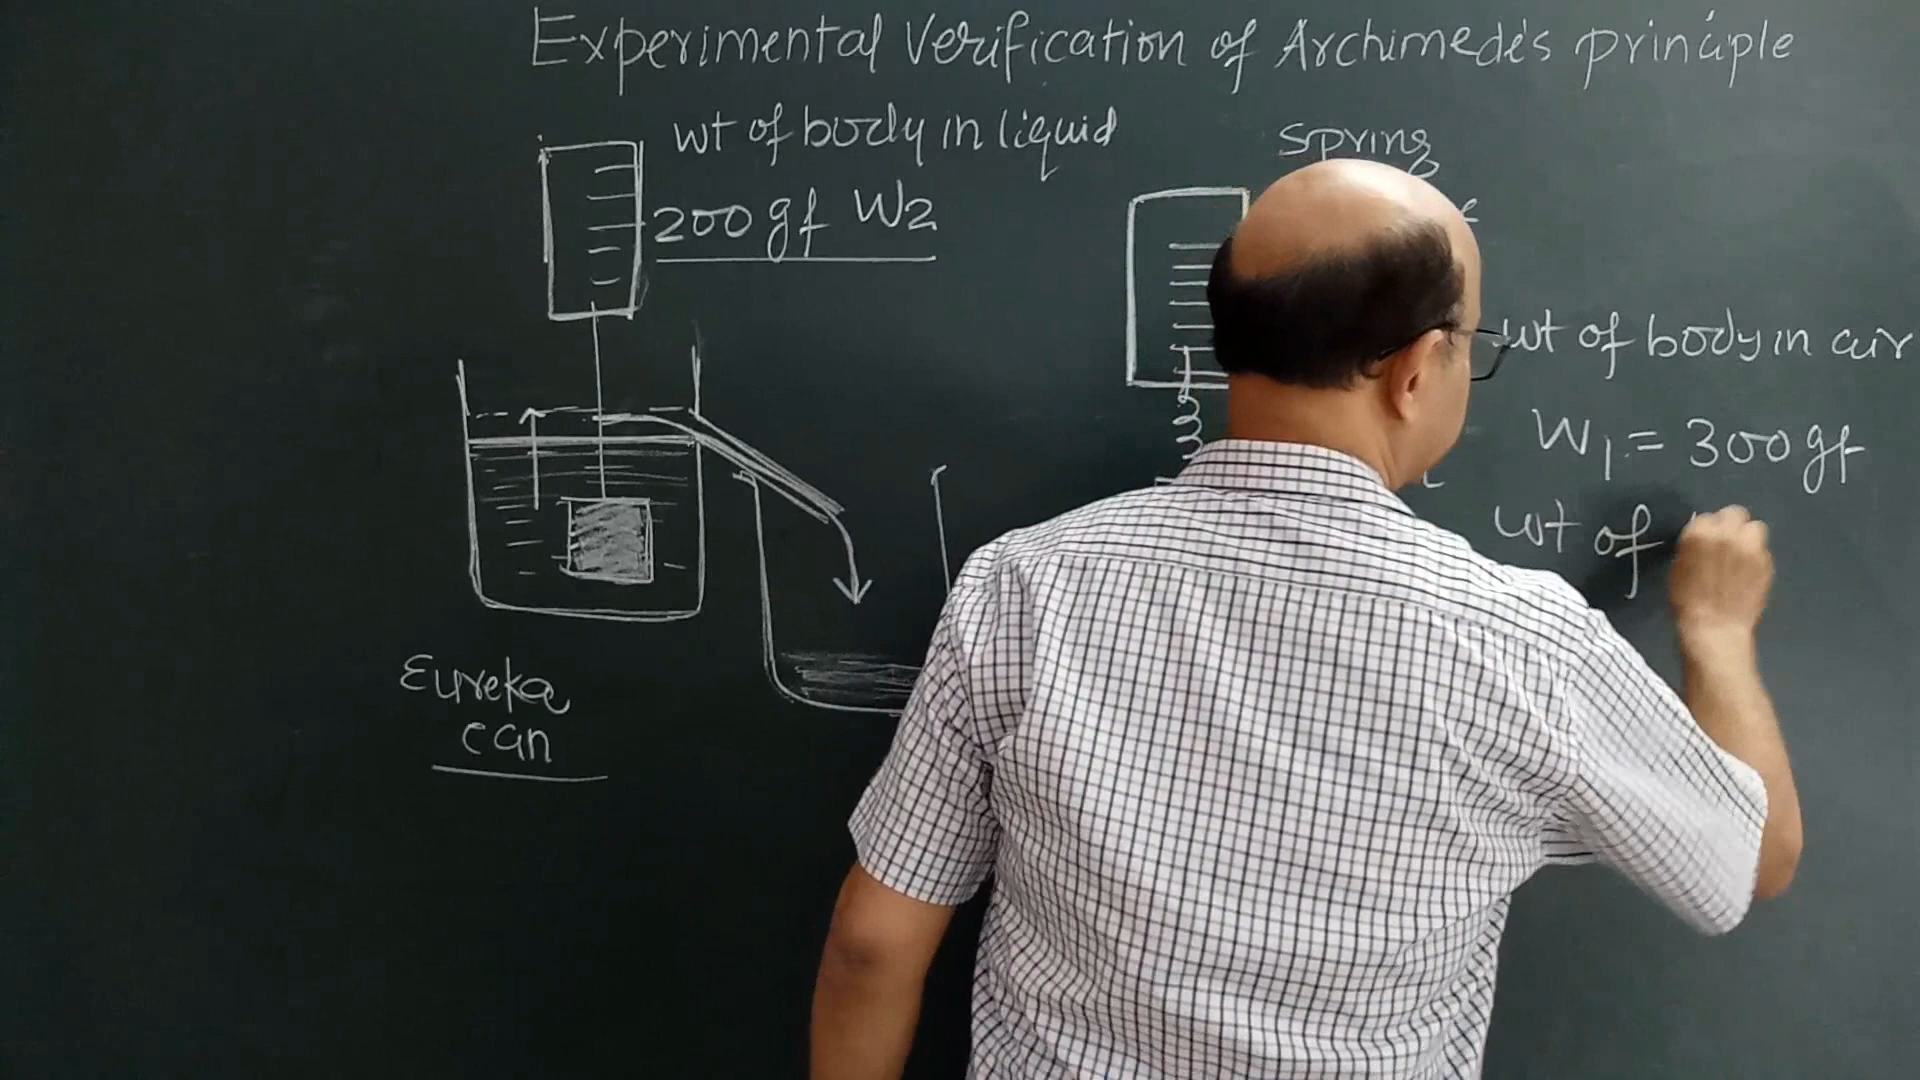 Experimental Verification of Archimede's principle
wt of body in liquid
200 gf W2
Spring
wt of body in air
W1 = 300 gf
wt of
Eureka
can